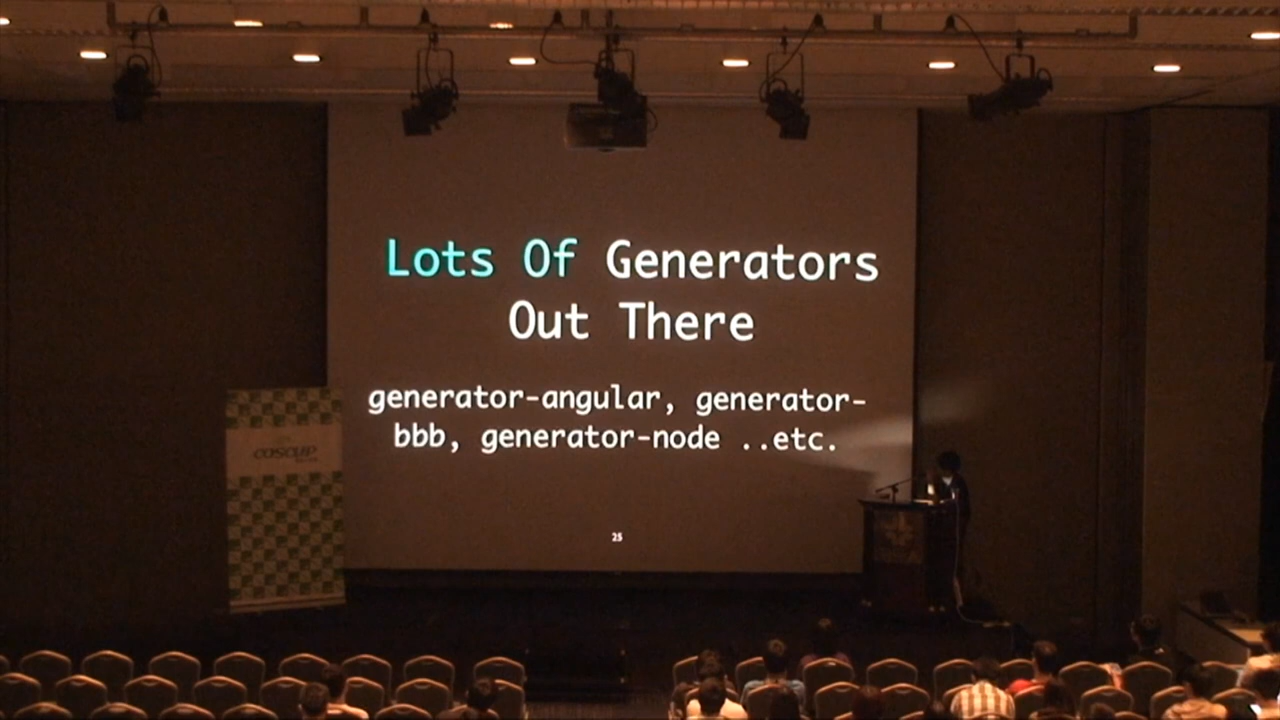 Lots Of Generators
Out There
generator-angular, generator-
bbb, generator-node ..etc.
25
COSCUP